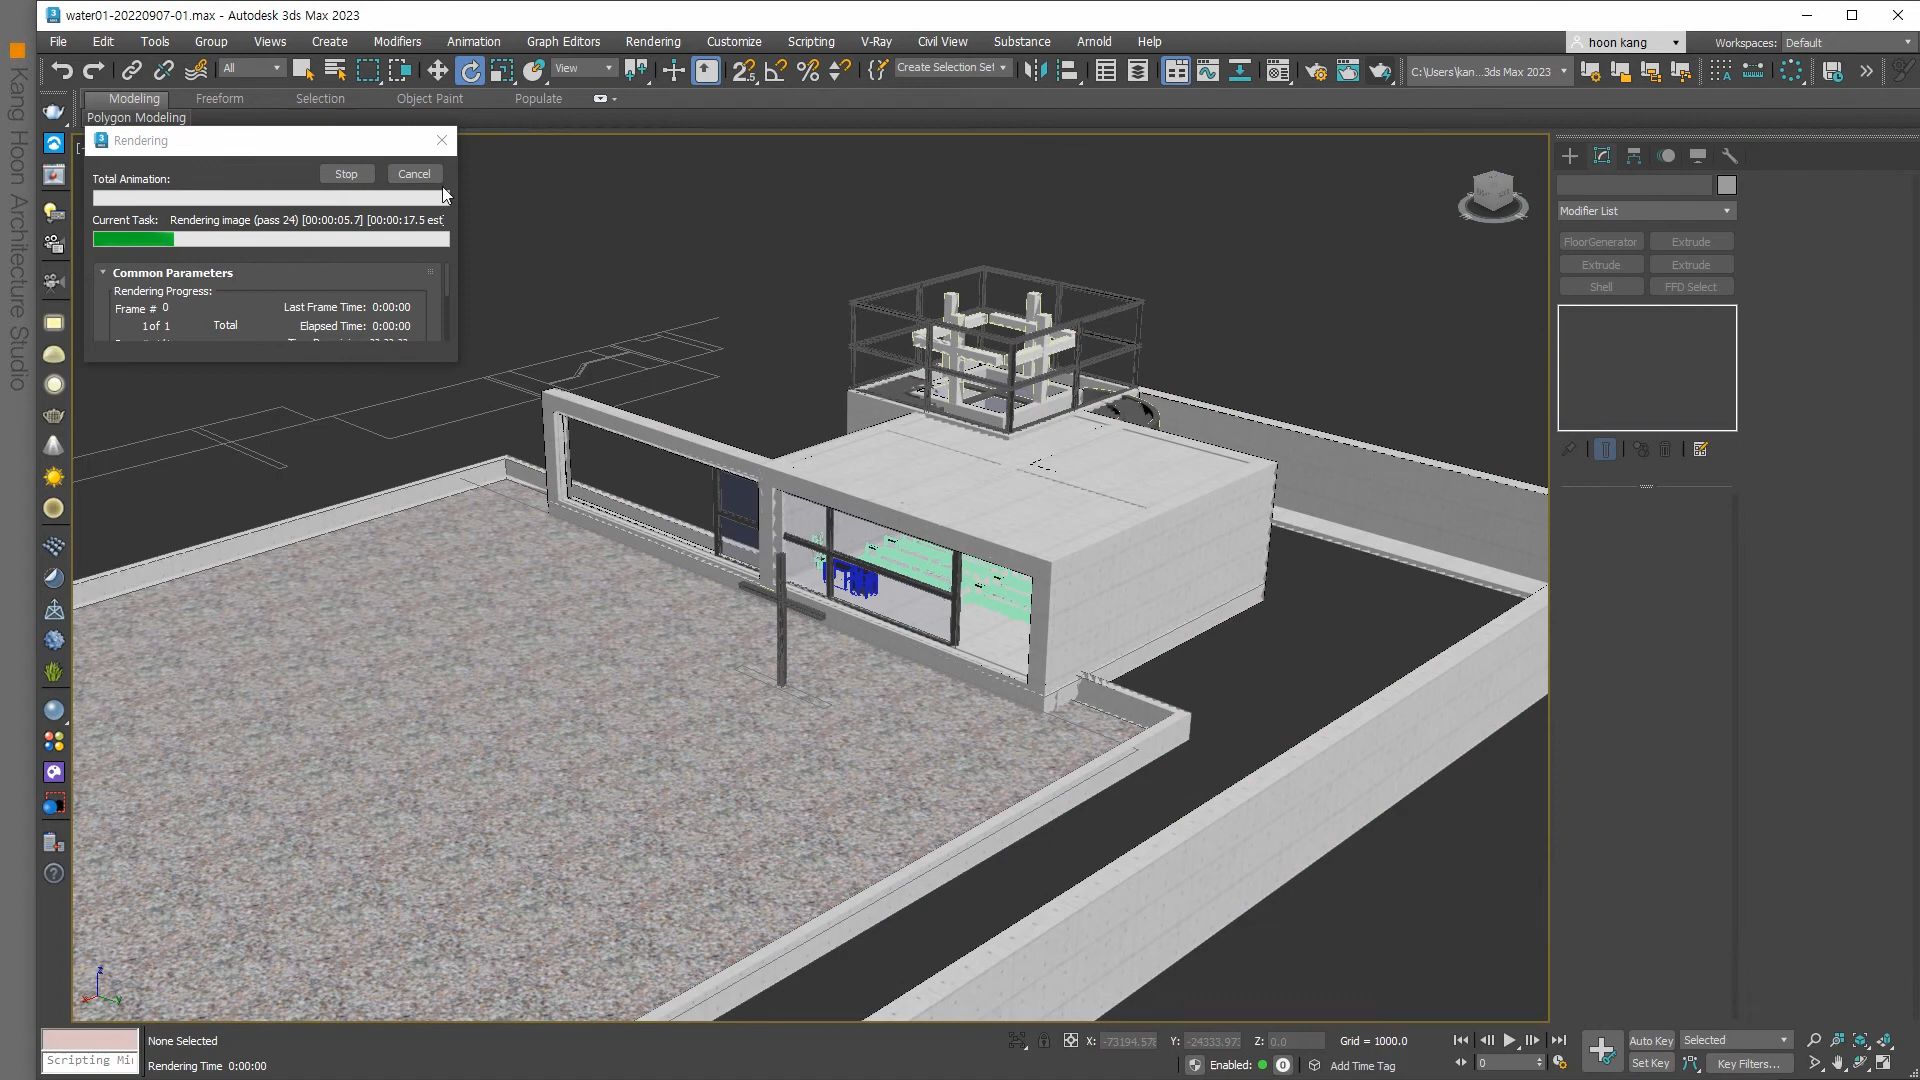 water01-20220907-01.max - Autodesk 3ds Max 2023
File Edit Tools Group Views Create Modifiers Animation Graph Editors Rendering Customize Scripting V-Ray Civil View Substance Arnold Help
hoon kang
Workspaces: Default
All
View
Create Selection Set
C:\Users\kan...3ds Max 2023
Modeling Freeform Selection Object Paint Populate
Polygon Modeling
Kang Hoon Architecture Studio
Rendering
Stop Cancel
Total Animation:
Current Task: Rendering image (pass 24) [00:00:05.7] [00:00:17.5 est
Common Parameters
Rendering Progress:
Frame # 0 Last Frame Time: 0:00:00
1of 1 Total Elapsed Time: 0:00:00
Modifier List
FloorGenerator Extrude
Extrude Extrude
Shell FFD Select
Scripting Mi
None Selected
Rendering Time 0:00:00
X: -73194.578 Y: -24333.973 Z: 0.0 Grid = 1000.0
Enabled: 0 Add Time Tag
0
Auto Key Selected
Set Key Key Filters...